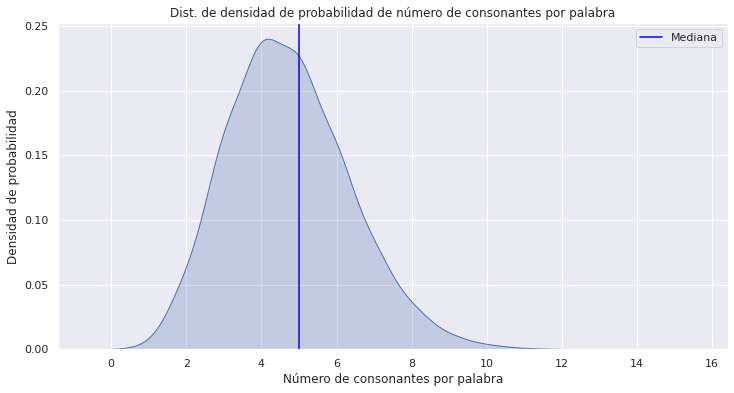 Dist. de densidad de probabilidad de número de consonantes por palabra
Mediana
Densidad de probabilidad
0.25
0.20
0.15
0.10
0.05
0.00
0 2 4 6 8 10 12 14 16
Número de consonantes por palabra